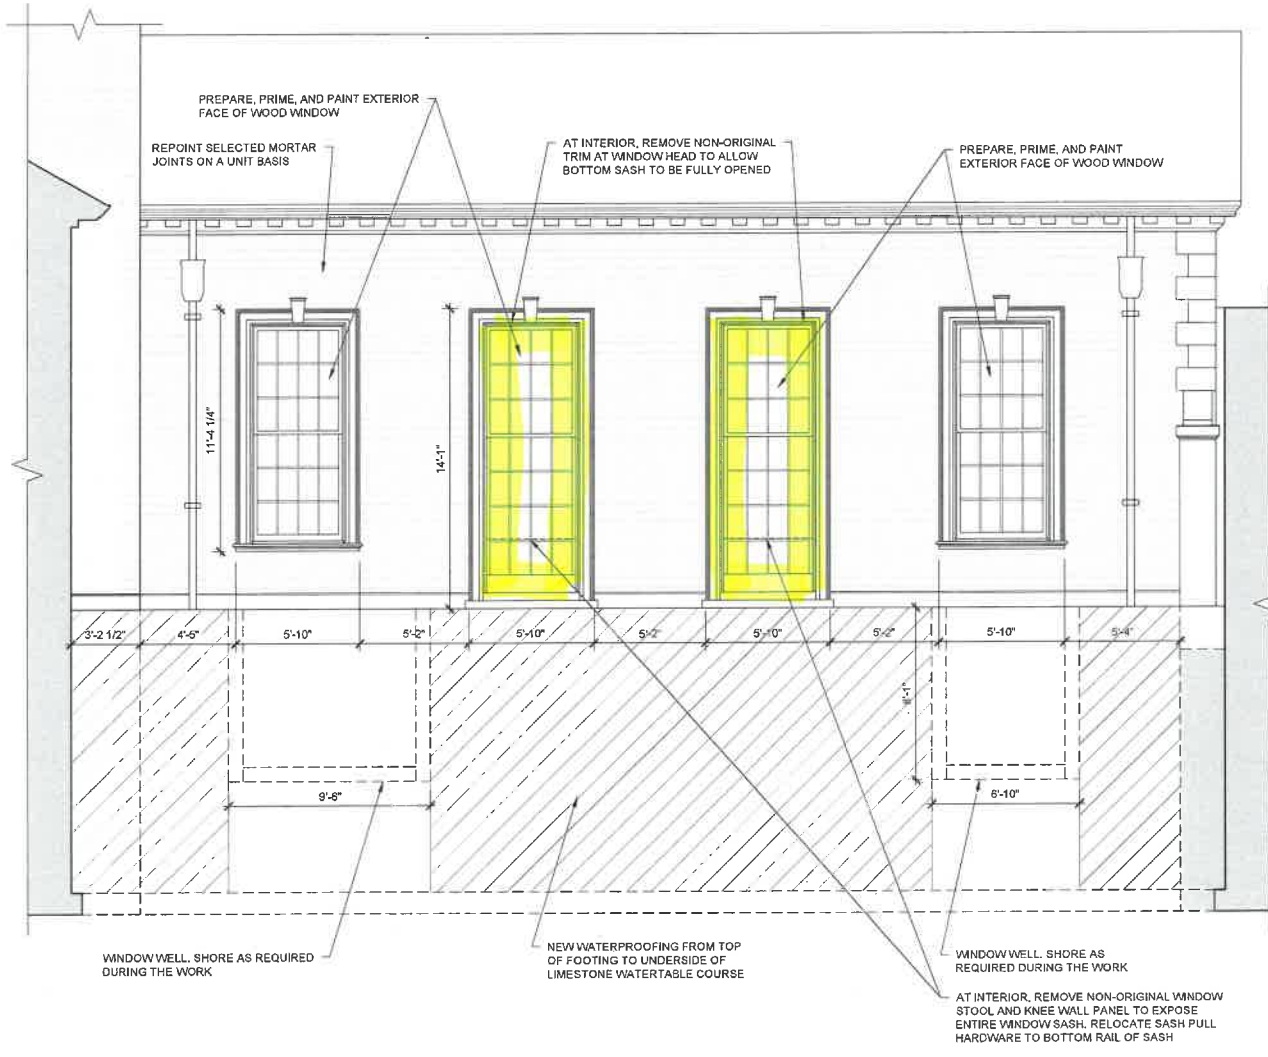 PREPARE, PRIME, AND PAINT EXTERIOR
FACE OF WOOD WINDOW
REPOINT SELECTED MORTAR
JOINTS ON A UNIT BASIS
AT INTERIOR, REMOVE NON-ORIGINAL
TRIM AT WINDOW HEAD TO ALLOW
BOTTOM SASH TO BE FULLY OPENED
PREPARE, PRIME, AND PAINT
EXTERIOR FACE OF WOOD WINDOW
11'-4 1/4"
14'-1"
3'-2 1/2"
4'-6"
5'-10"
5'-2"
5'-10"
5'-2"
5'-10"
5'-2"
5'-10"
5'-4"
9'-6"
6'-10"
WINDOW WELL. SHORE AS REQUIRED
DURING THE WORK
NEW WATERPROOFING FROM TOP
OF FOOTING TO UNDERSIDE OF
LIMESTONE WATERTABLE COURSE
WINDOW WELL. SHORE AS
REQUIRED DURING THE WORK
AT INTERIOR, REMOVE NON-ORIGINAL WINDOW
STOOL AND KNEE WALL PANEL TO EXPOSE
ENTIRE WINDOW SASH. RELOCATE SASH PULL
HARDWARE TO BOTTOM RAIL OF SASH